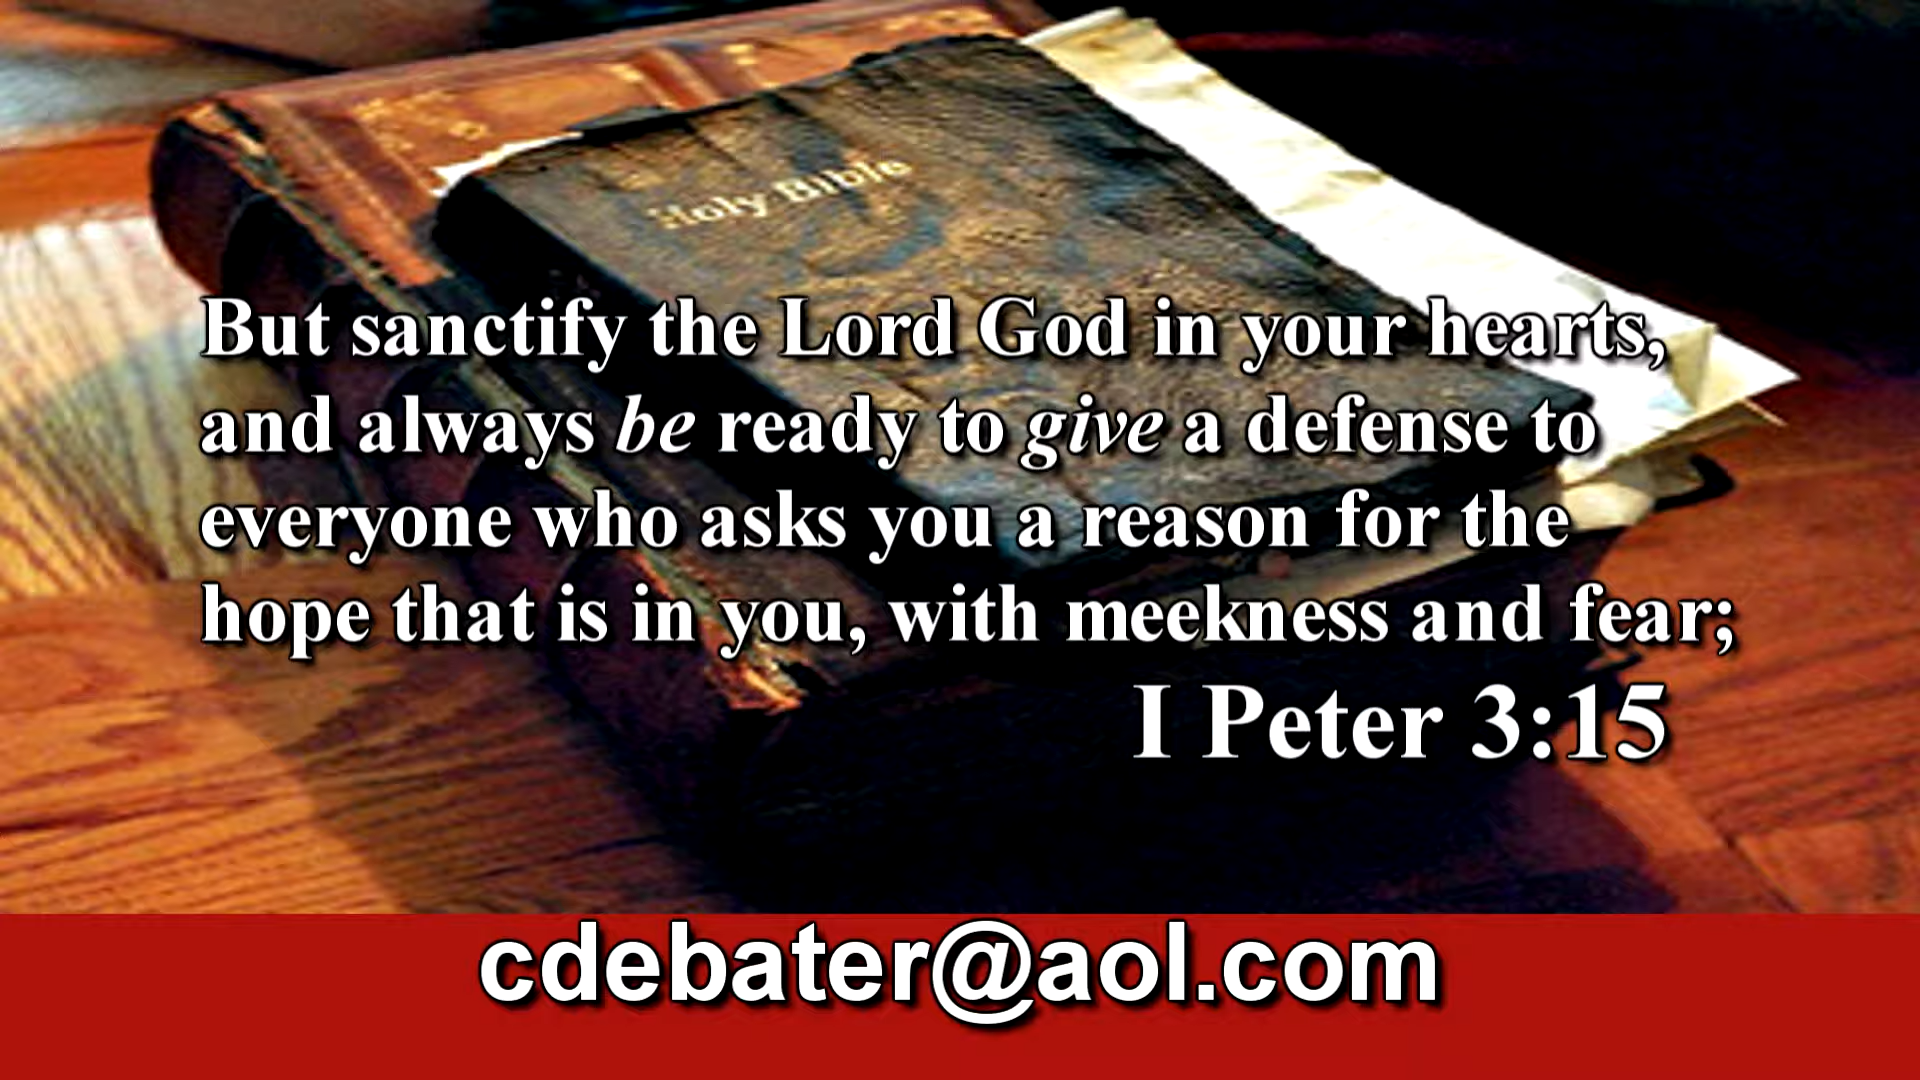 Holy Bible
But sanctify the Lord God in your hearts,
and always be ready to give a defense to
everyone who asks you a reason for the
hope that is in you, with meekness and fear;
I Peter 3:15
cdebater@aol.com